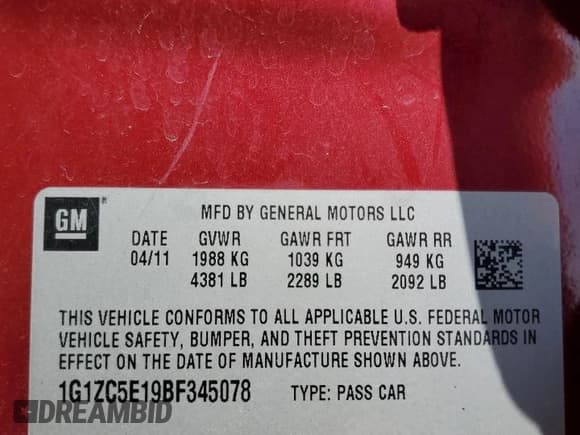 GM
MFD BY GENERAL MOTORS LLC
DATE GVWR GAWR FRT GAWR RR
04/11 1988 KG 1039 KG 949 KG
4381 LB 2289 LB 2092 LB
THIS VEHICLE CONFORMS TO ALL APPLICABLE U.S. FEDERAL MOTOR
VEHICLE SAFETY, BUMPER, AND THEFT PREVENTION STANDARDS IN
EFFECT ON THE DATE OF MANUFACTURE SHOWN ABOVE.
1G1ZC5E19BF345078 TYPE: PASS CAR
DIDAUTO.COM